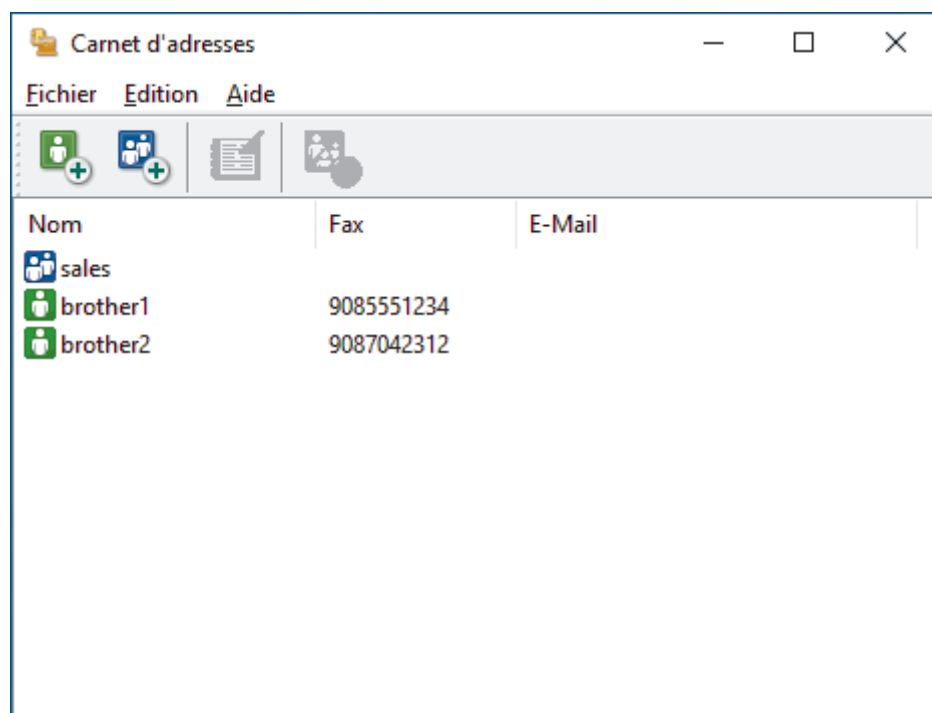 Carnet d'adresses
Fichier Edition Aide
Nom Fax E-Mail
sales
brother1 9085551234
brother2 9087042312